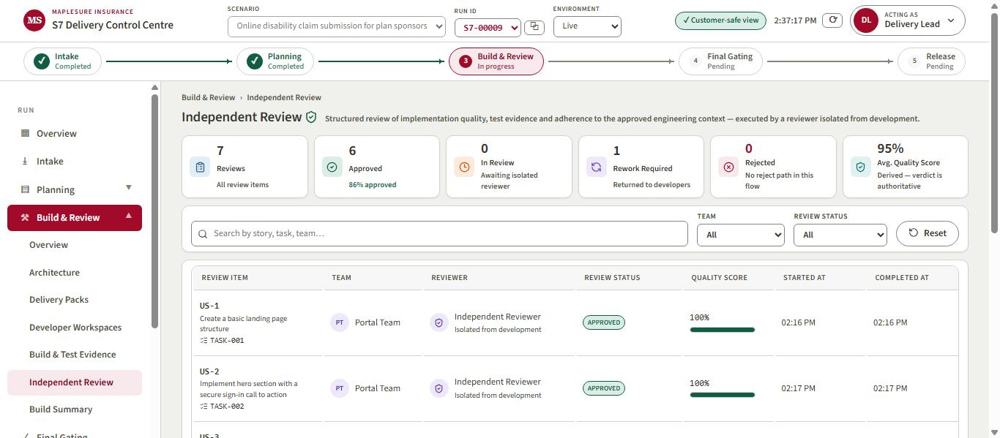 MS
MAPLESURE INSURANCE
S7 Delivery Control Centre
SCENARIO
Online disability claim submission for plan sponsors
RUN ID
S7-00009
ENVIRONMENT
Live
✓ Customer-safe view
2:37:17 PM
DL
ACTING AS
Delivery Lead
Intake
Completed
Planning
Completed
3
Build & Review
In progress
4
Final Gating
Pending
5
Release
Pending
RUN
Overview
Intake
Planning
Build & Review
Overview
Architecture
Delivery Packs
Developer Workspaces
Build & Test Evidence
Independent Review
Build Summary
Final Gating
Build & Review › Independent Review
Independent Review
Structured review of implementation quality, test evidence and adherence to the approved engineering context — executed by a reviewer isolated from development.
7
Reviews
All review items
6
Approved
86% approved
0
In Review
Awaiting isolated
reviewer
1
Rework Required
Returned to developers
0
Rejected
No reject path in this
flow
95%
Avg. Quality Score
Derived — verdict is
authoritative
Search by story, task, team…
TEAM
All
REVIEW STATUS
All
Reset
REVIEW ITEM TEAM REVIEWER REVIEW STATUS QUALITY SCORE STARTED AT COMPLETED AT
US-1
Create a basic landing page
structure
TASK-001
PT Portal Team
Independent Reviewer
Isolated from development
APPROVED
100%
02:16 PM
02:16 PM
US-2
Implement hero section with a
secure sign-in call to action
TASK-002
PT Portal Team
Independent Reviewer
Isolated from development
APPROVED
100%
02:17 PM
02:17 PM
US-3